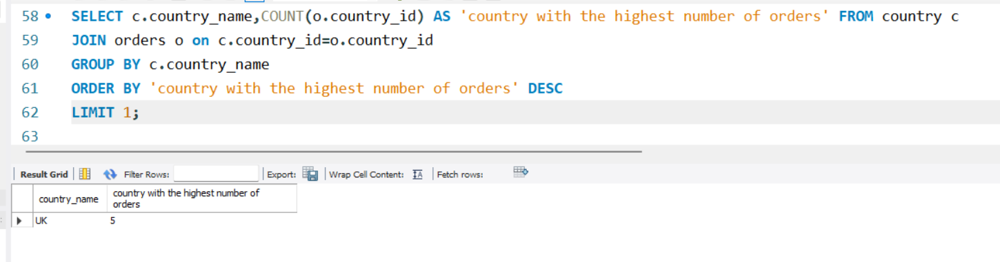 58 SELECT c.country_name,COUNT(o.country_id) AS 'country with the highest number of orders' FROM country c
59 JOIN orders o on c.country_id=o.country_id
60 GROUP BY c.country_name
61 ORDER BY 'country with the highest number of orders' DESC
62 LIMIT 1;
63
Result Grid Filter Rows: Export: Wrap Cell Content: IA Fetch rows:
country_name country with the highest number of
orders
UK 5